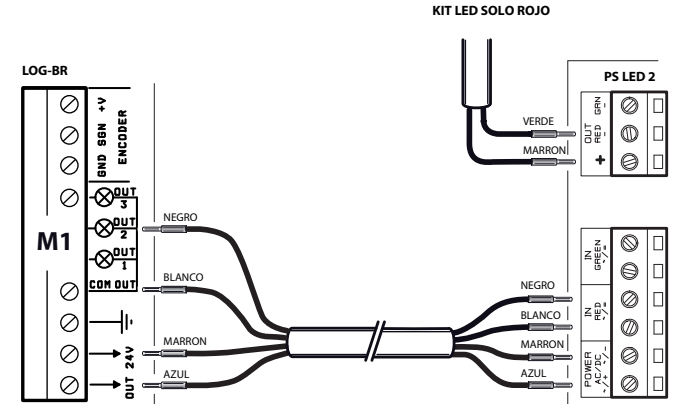 KIT LED SOLO ROJO
LOG-BR
PS LED 2
GND SGN +V
ENCODER
OUT
3
OUT
2
OUT
1
COM OUT
M1
OUT 24V
NEGRO
BLANCO
MARRON
AZUL
VERDE
MARRON
OUT
RED GRN
- -
+
NEGRO
BLANCO
MARRON
AZUL
IN
GREEN
~/=
IN
RED
~/=
POWER
AC/DC
~/+ ~/-